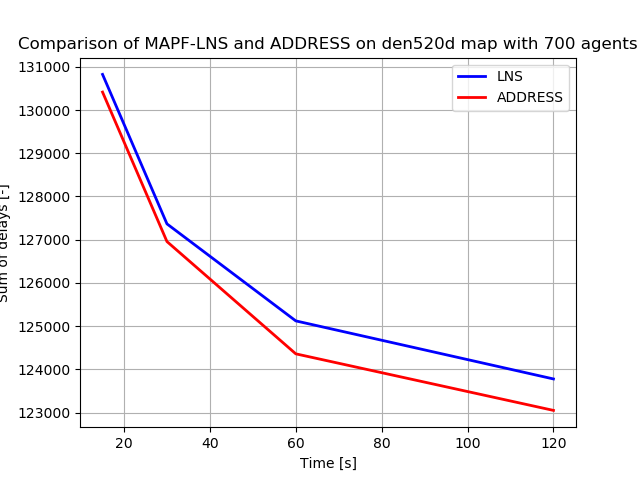 Comparison of MAPF-LNS and ADDRESS on den520d map with 700 agents
LNS
ADDRESS
131000
130000
129000
128000
127000
126000
125000
124000
123000
Sum of delays [-]
20 40 60 80 100 120
Time [s]